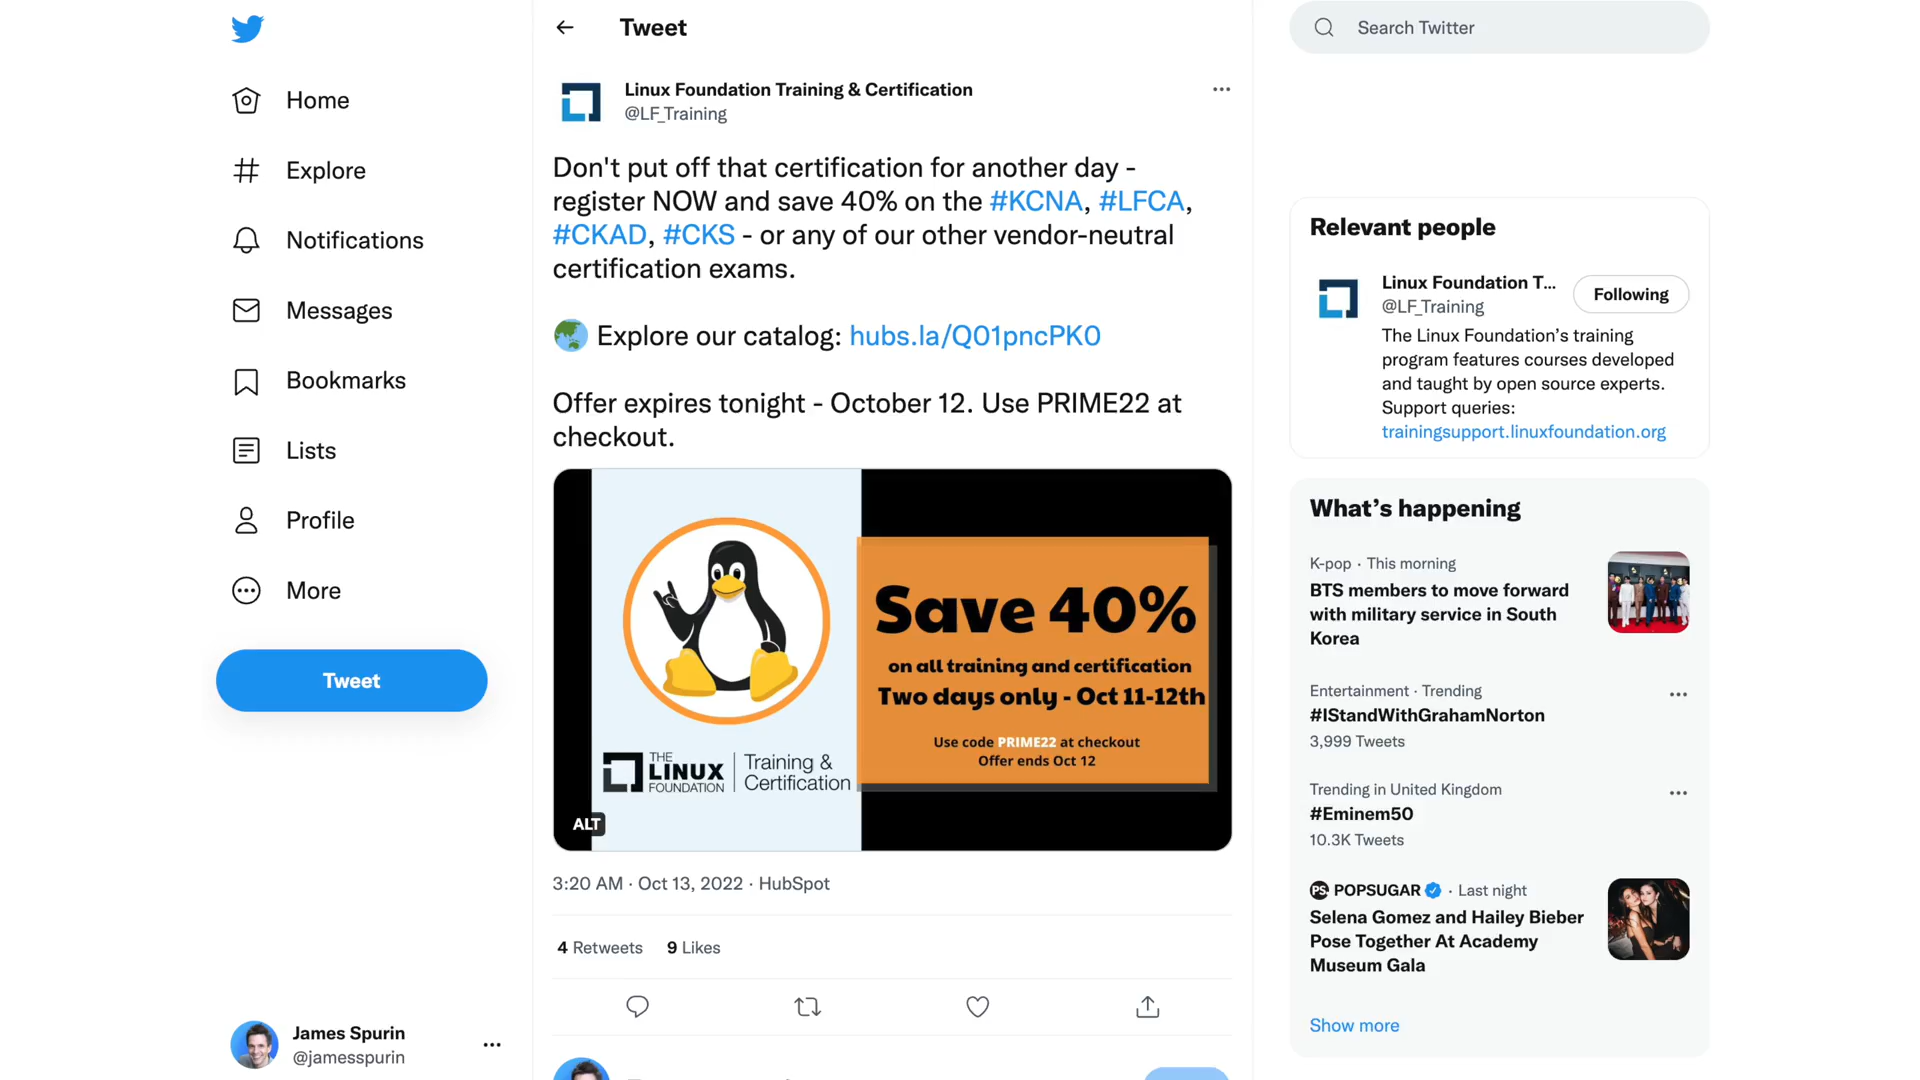 Home
Explore
Notifications
Messages
Bookmarks
Lists
Profile
More
Tweet
James Spurin
@jamesspurin
Tweet
Linux Foundation Training & Certification
@LF_Training
Don't put off that certification for another day -
register NOW and save 40% on the #KCNA, #LFCA,
#CKAD, #CKS - or any of our other vendor-neutral
certification exams.
Explore our catalog: hubs.la/Q01pncPK0
Offer expires tonight - October 12. Use PRIME22 at
checkout.
THE
LINUX
FOUNDATION
Training &
Certification
ALT
Save 40%
on all training and certification
Two days only - Oct 11-12th
Use code PRIME22 at checkout
Offer ends Oct 12
3:20 AM · Oct 13, 2022 · HubSpot
4 Retweets 9 Likes
Search Twitter
Relevant people
Linux Foundation T...
@LF_Training
Following
The Linux Foundation’s training
program features courses developed
and taught by open source experts.
Support queries:
trainingsupport.linuxfoundation.org
What’s happening
K-pop · This morning
BTS members to move forward
with military service in South
Korea
Entertainment · Trending
#IStandWithGrahamNorton
3,999 Tweets
Trending in United Kingdom
#Eminem50
10.3K Tweets
PS POPSUGAR · Last night
Selena Gomez and Hailey Bieber
Pose Together At Academy
Museum Gala
Show more